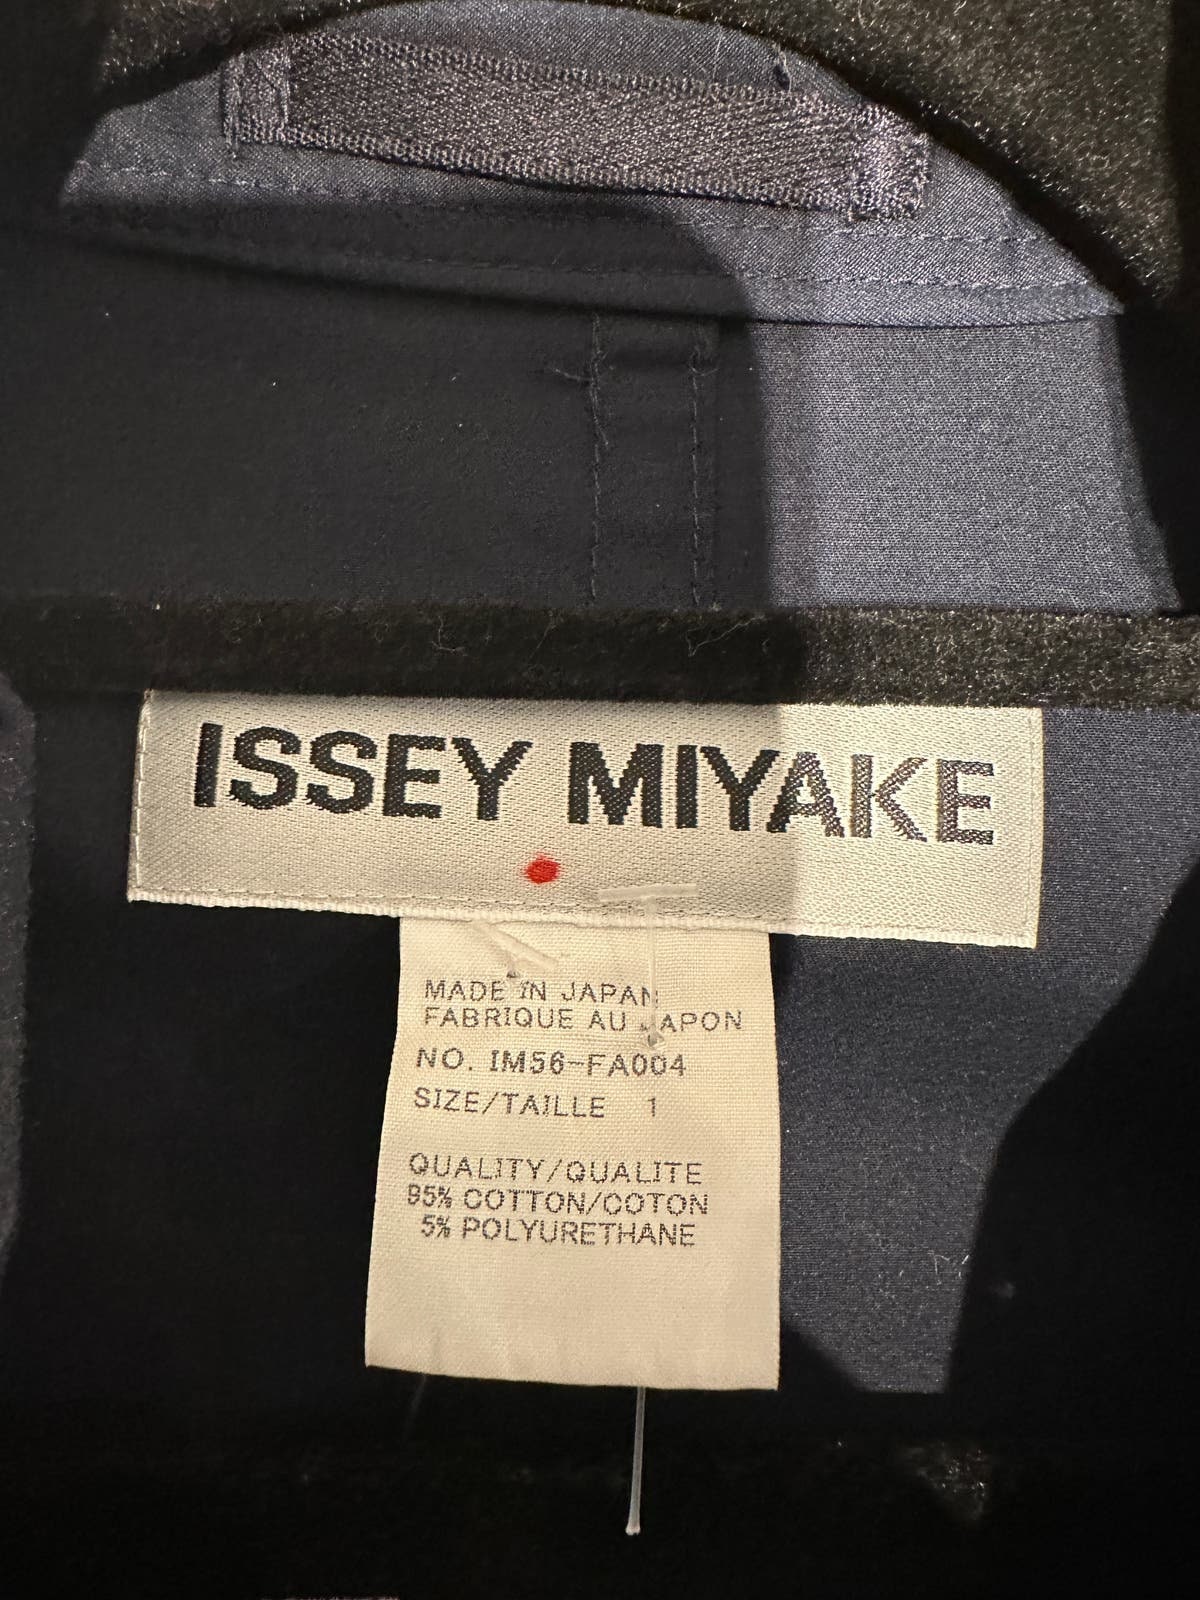 ISSEY MIYAKE
MADE IN JAPAN
FABRIQUE AU JAPON
NO. IM56-FA004
SIZE/TAILLE 1
QUALITY/QUALITE
95% COTTON/COTON
5% POLYURETHANE